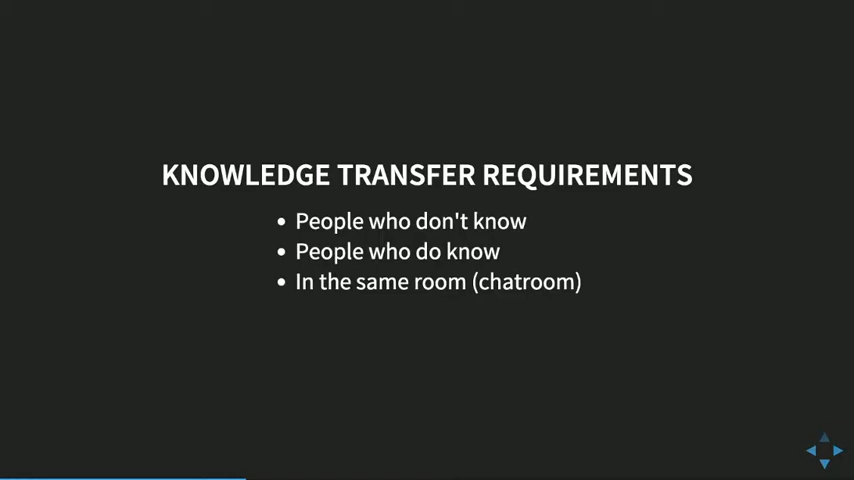 KNOWLEDGE TRANSFER REQUIREMENTS
• People who don't know
• People who do know
• In the same room (chatroom)